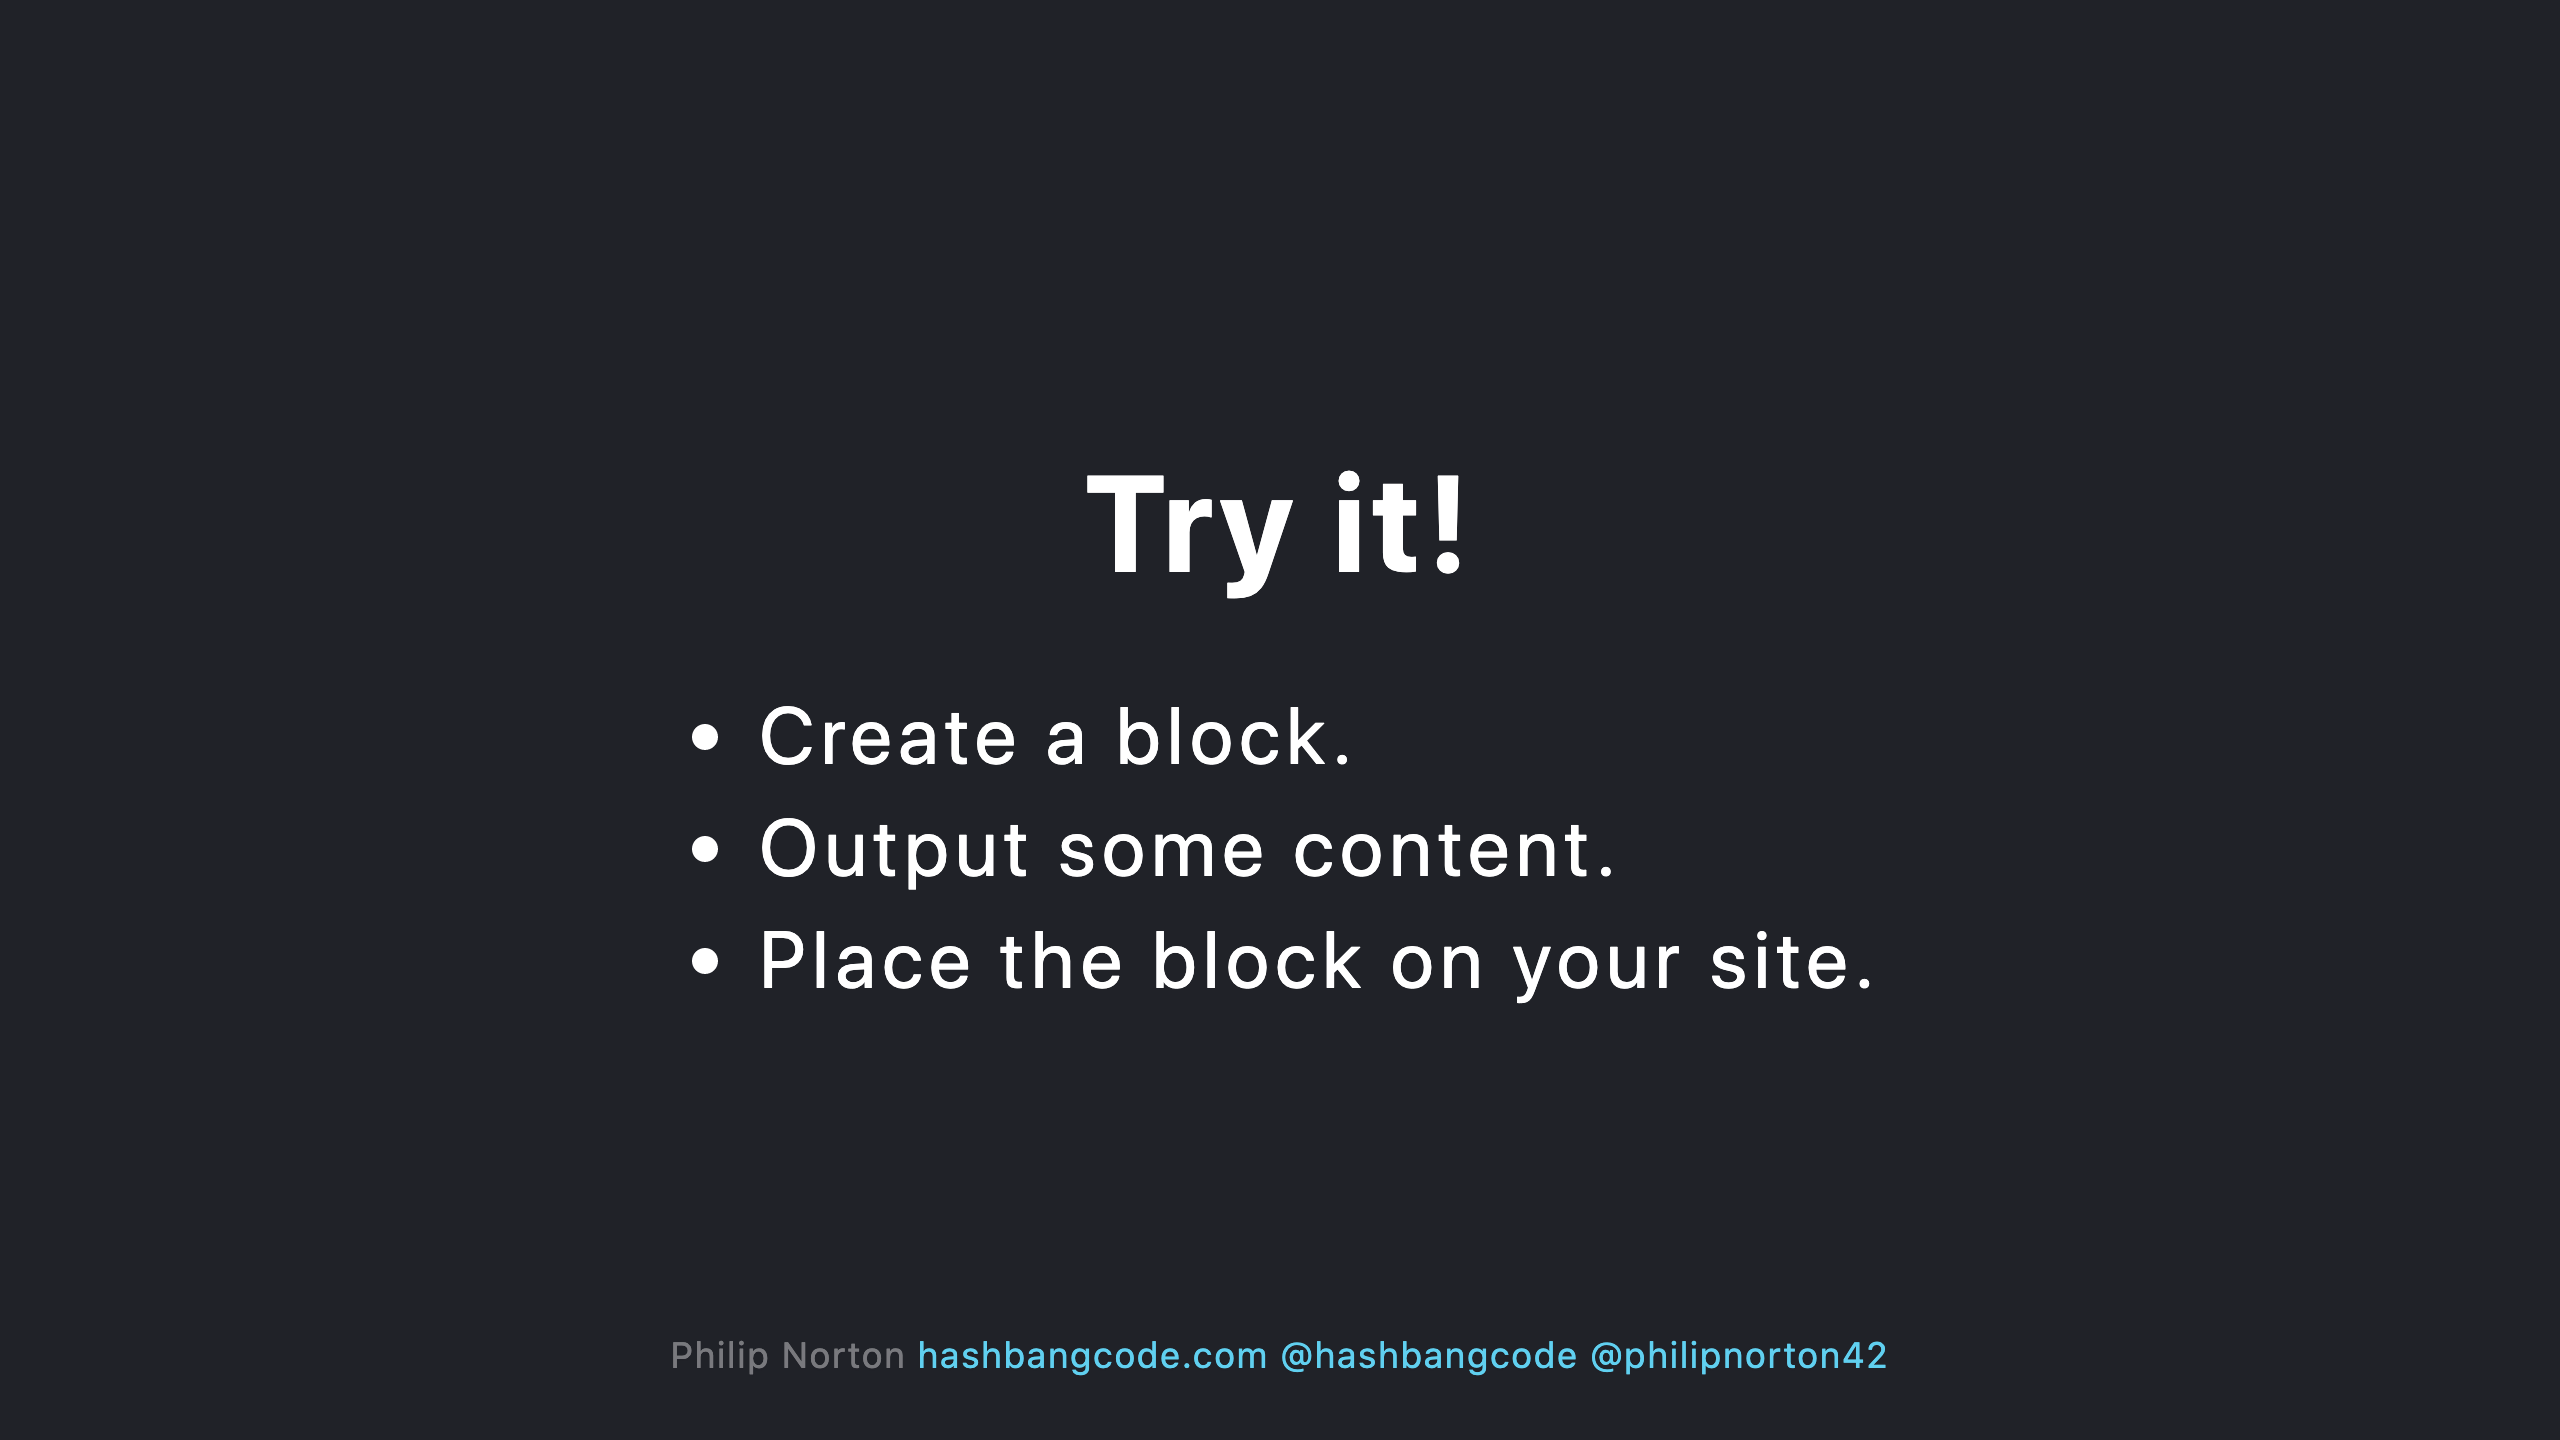 Try it!
• Create a block.
• Output some content.
• Place the block on your site.
Philip Norton hashbangcode.com @hashbangcode @philipnorton42